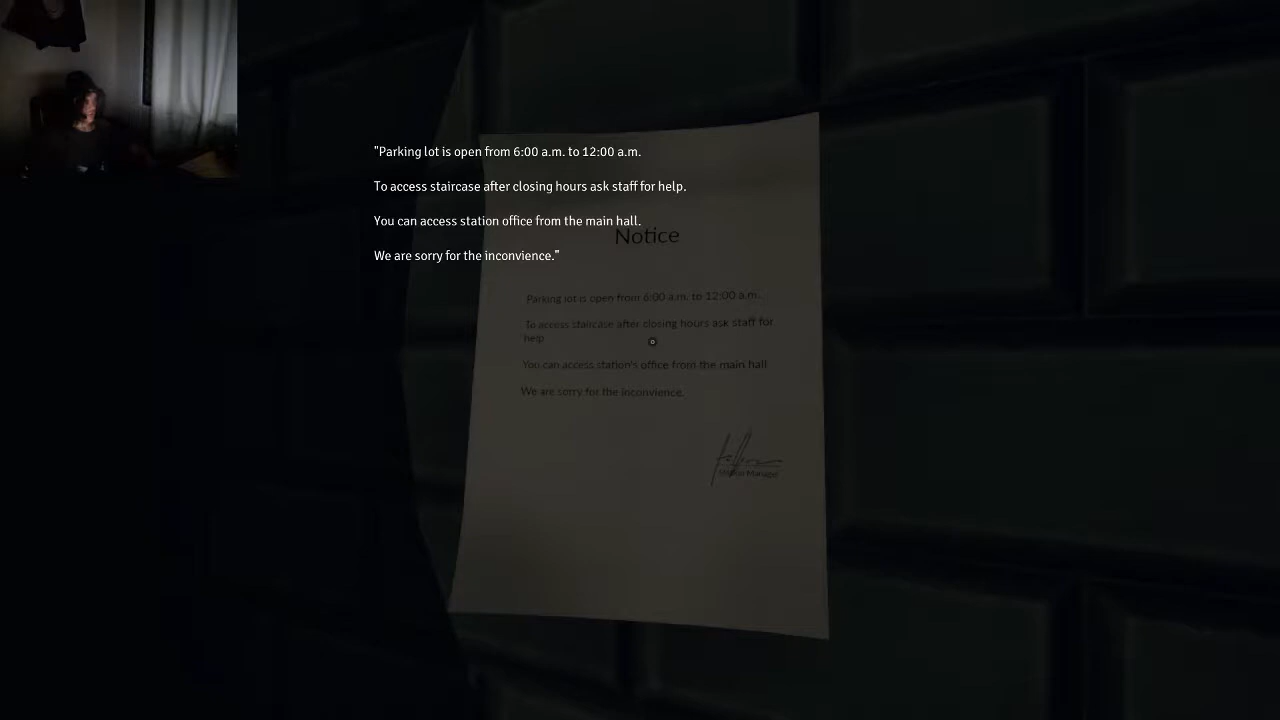 "Parking lot is open from 6:00 a.m. to 12:00 a.m.
To access staircase after closing hours ask staff for help.
You can access station office from the main hall.
We are sorry for the inconvience."
Notice
Parking lot is open from 6:00 a.m. to 12:00 a.m..
To access staircase after closing hours ask staff for
help
You can access station's office from the main hall
We are sorry for the inconvience.